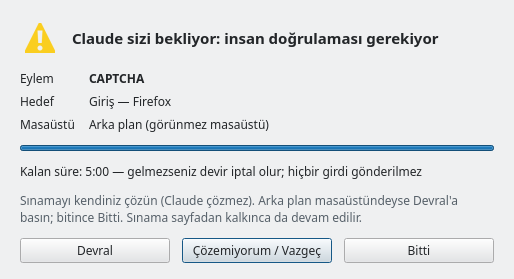 Claude sizi bekliyor: insan doğrulaması gerekiyor
Eylem CAPTCHA
Hedef Giriş — Firefox
Masaüstü Arka plan (görünmez masaüstü)
Kalan süre: 5:00 — gelmezseniz devir iptal olur; hiçbir girdi gönderilmez
Sınamayı kendiniz çözün (Claude çözmez). Arka plan masaüstündeyse Devral'a
basın; bitince Bitti. Sınama sayfadan kalkınca da devam edilir.
Devral Çözemiyorum / Vazgeç Bitti